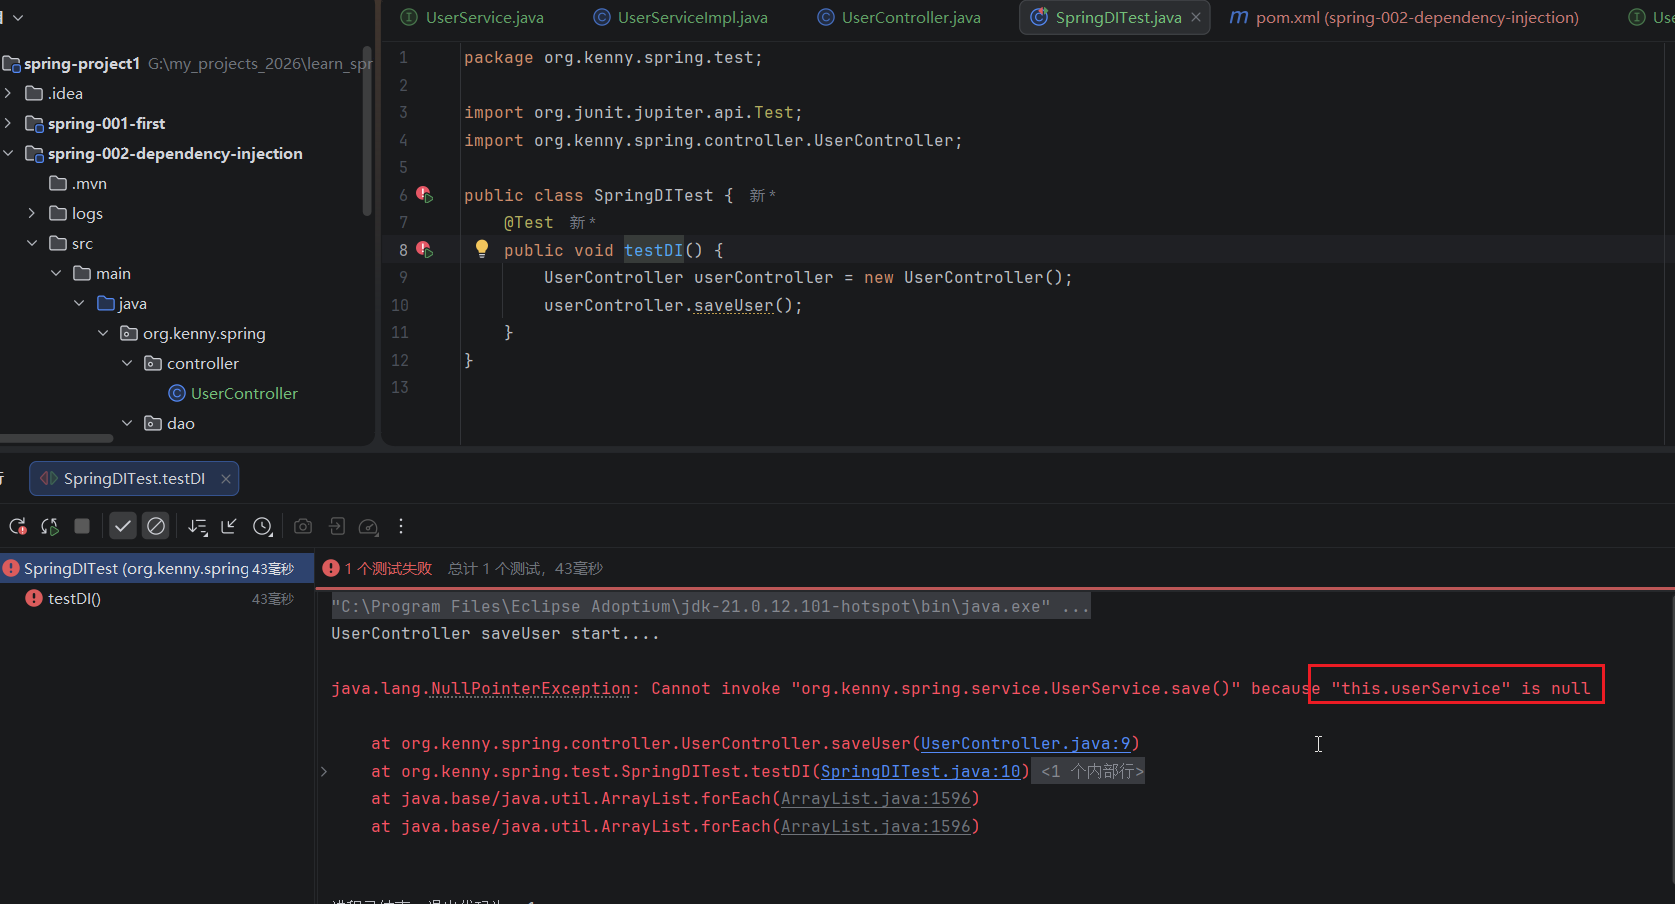 UserService.java
UserServiceImpl.java
UserController.java
SpringDITest.java
pom.xml (spring-002-dependency-injection)
spring-project1 G:\my_projects_2026\learn_spr
.idea
spring-001-first
spring-002-dependency-injection
.mvn
logs
src
main
java
org.kenny.spring
controller
UserController
dao
1 package org.kenny.spring.test;
2
3 import org.junit.jupiter.api.Test;
4 import org.kenny.spring.controller.UserController;
5
6 public class SpringDITest { 新 *
7 @Test 新 *
8 public void testDI() {
9 UserController userController = new UserController();
10 userController.saveUser();
11 }
12 }
13
SpringDITest.testDI
SpringDITest (org.kenny.spring 43毫秒
testDI() 43毫秒
1 个测试失败 总计 1 个测试, 43毫秒
"C:\Program Files\Eclipse Adoptium\jdk-21.0.12.101-hotspot\bin\java.exe" ...
UserController saveUser start....
java.lang.NullPointerException: Cannot invoke "org.kenny.spring.service.UserService.save()" because "this.userService" is null
at org.kenny.spring.controller.UserController.saveUser(UserController.java:9)
at org.kenny.spring.test.SpringDITest.testDI(SpringDITest.java:10) <1 个内部行>
at java.base/java.util.ArrayList.forEach(ArrayList.java:1596)
at java.base/java.util.ArrayList.forEach(ArrayList.java:1596)